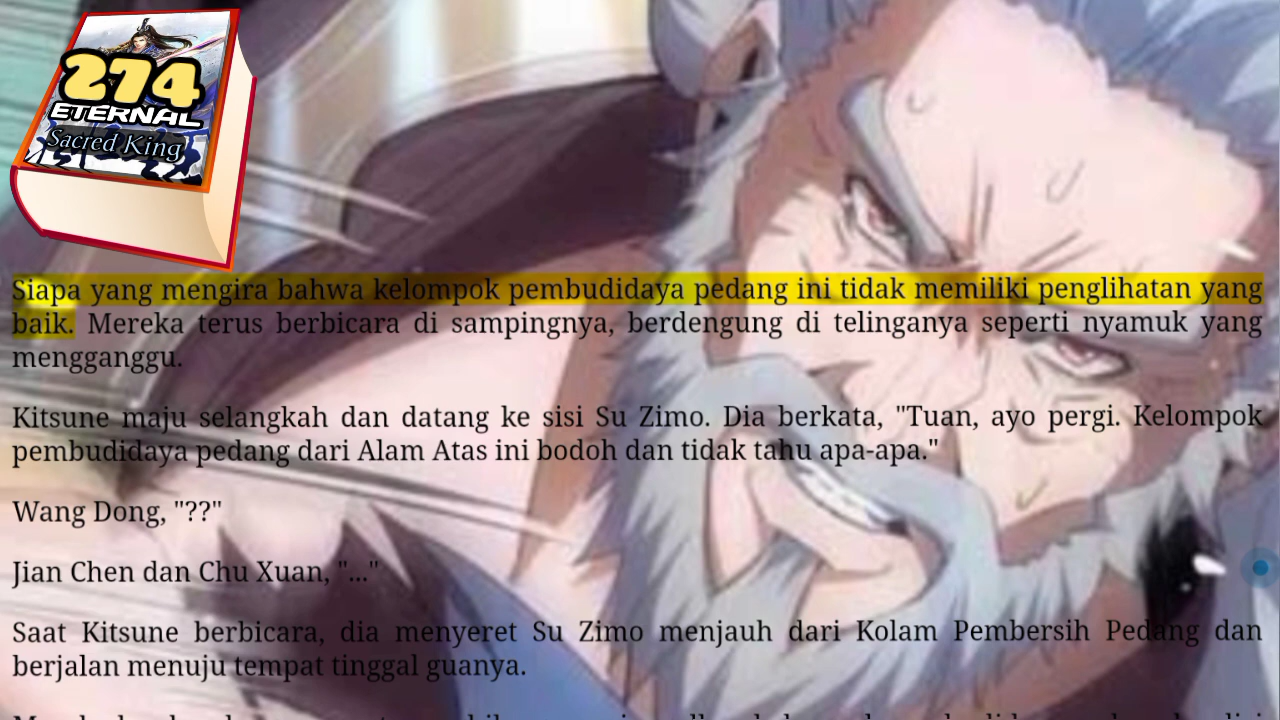 274
ETERNAL
Sacred King
Siapa yang mengira bahwa kelompok pembudidaya pedang ini tidak memiliki penglihatan yang
baik. Mereka terus berbicara di sampingnya, berdengung di telinganya seperti nyamuk yang
mengganggu.
Kitsune maju selangkah dan datang ke sisi Su Zimo. Dia berkata, "Tuan, ayo pergi. Kelompok
pembudidaya pedang dari Alam Atas ini bodoh dan tidak tahu apa-apa."
Wang Dong, "??"
Jian Chen dan Chu Xuan, "..."
Saat Kitsune berbicara, dia menyeret Su Zimo menjauh dari Kolam Pembersih Pedang dan
berjalan menuju tempat tinggal guanya.